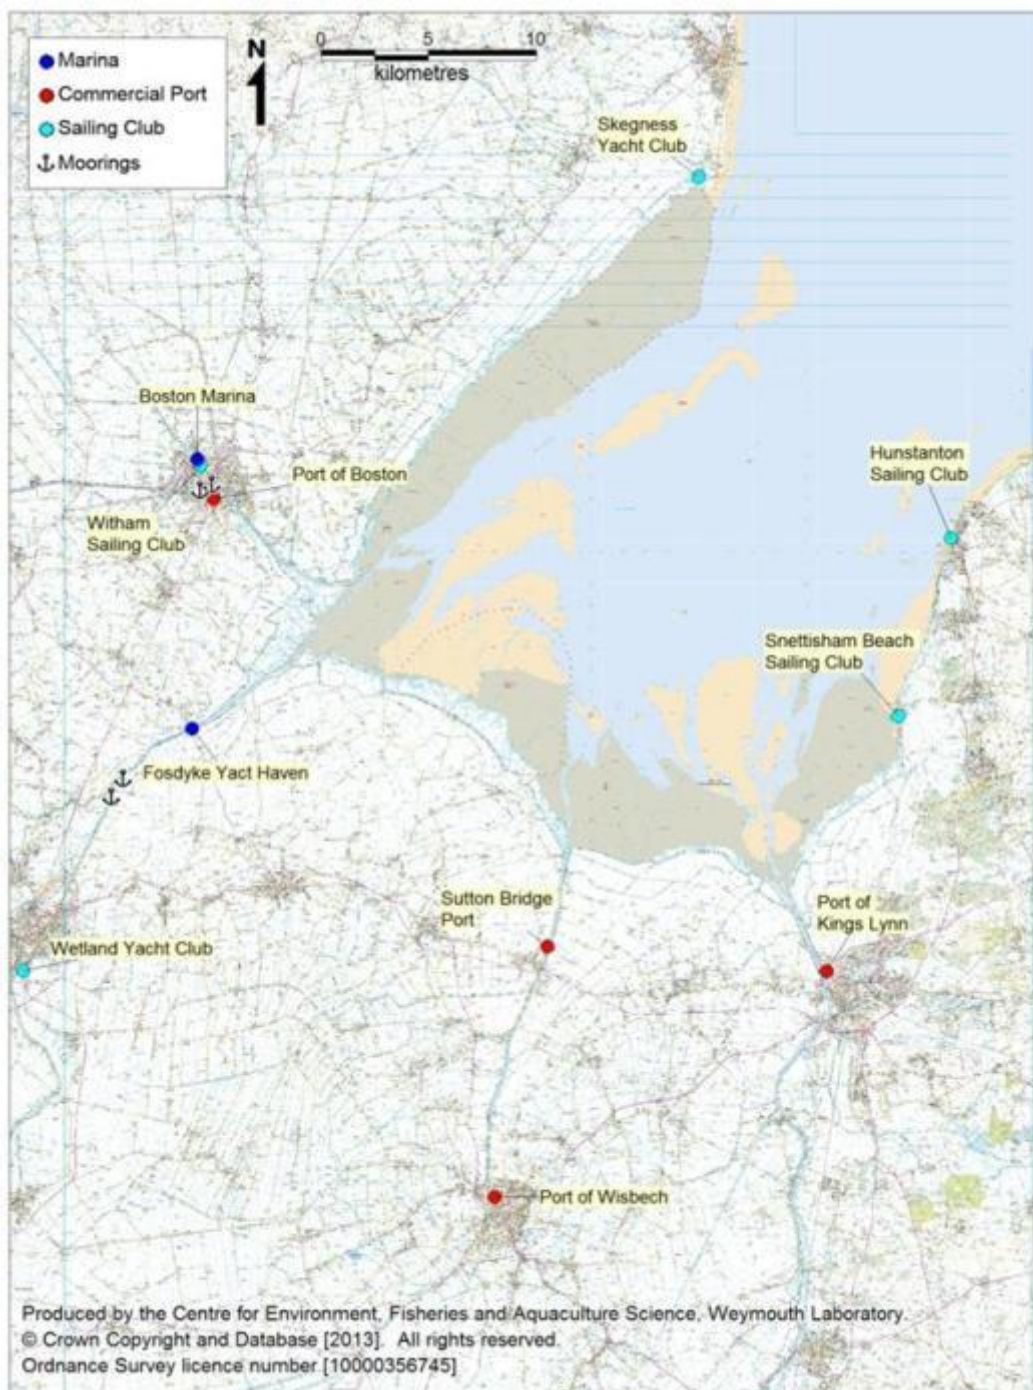 Marina
Commercial Port
Sailing Club
Moorings
N
0 5 10
kilometres
Skegness
Yacht Club
Boston Marina
Port of Boston
Witham
Sailing Club
Hunstanton
Sailing Club
Snettisham Beach
Sailing Club
Fosdyke Yact Haven
Sutton Bridge
Port
Port of
Kings Lynn
Wetland Yacht Club
Port of Wisbech
Produced by the Centre for Environment, Fisheries and Aquaculture Science, Weymouth Laboratory.
© Crown Copyright and Database [2013]. All rights reserved.
Ordnance Survey licence number [10000356745]